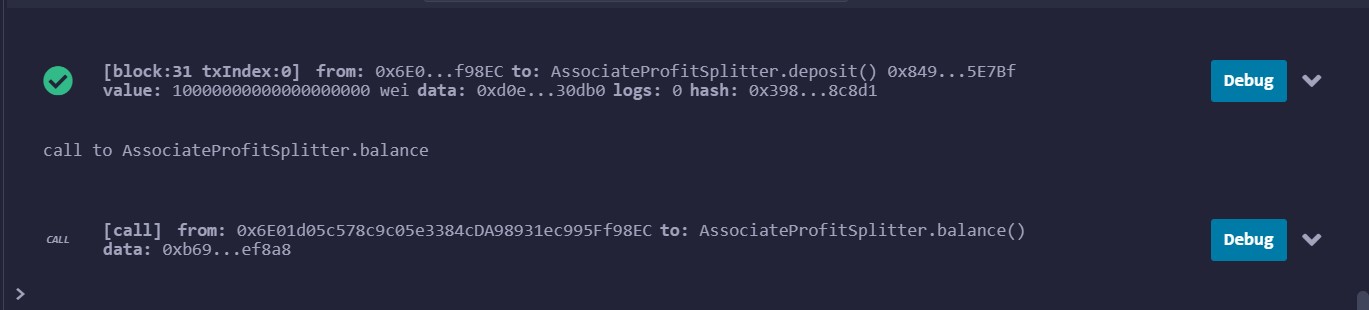 [block:31 txIndex:0] from: 0x6E0...f98EC to: AssociateProfitSplitter.deposit() 0x849...5E7Bf
value: 10000000000000000000 wei data: 0xd0e...30db0 logs: 0 hash: 0x398...8c8d1
Debug
call to AssociateProfitSplitter.balance
CALL
[call] from: 0x6E01d05c578c9c05e3384cDA98931ec995Ff98EC to: AssociateProfitSplitter.balance()
data: 0xb69...ef8a8
Debug
>